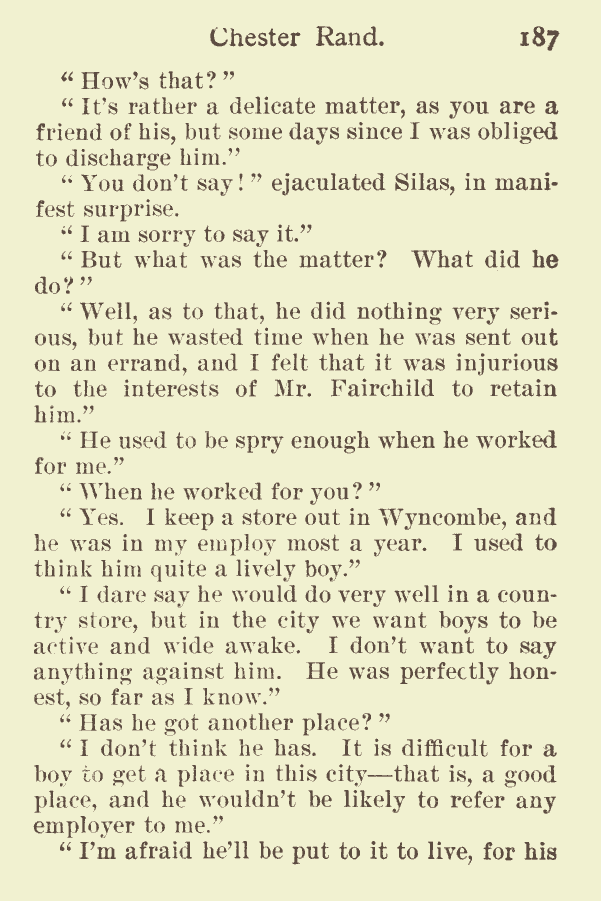 Chester Rand. 187
“ How’s that? ”
“ It’s rather a delicate matter, as you are a
friend of his, but some days since I was obliged
to discharge him.”
“ You don’t say! ” ejaculated Silas, in mani-
fest surprise.
“ I am sorry to say it.”
“ But what was the matter? What did he
do? ”
“ Well, as to that, he did nothing very seri-
ous, but he wasted time when he was sent out
on an errand, and I felt that it was injurious
to the interests of Mr. Fairchild to retain
him.”
“ He used to be spry enough when he worked
for me.”
“ When he worked for you? ”
“ Yes. I keep a store out in Wyncombe, and
he was in my employ most a year. I used to
think him quite a lively boy.”
“ I dare say he would do very well in a coun-
try store, but in the city we want boys to be
active and wide awake. I don’t want to say
anything against him. He was perfectly hon-
est, so far as I know.”
“ Has he got another place? ”
“ I don’t think he has. It is difficult for a
boy to get a place in this city—that is, a good
place, and he wouldn’t be likely to refer any
employer to me.”
“ I’m afraid he’ll be put to it to live, for his